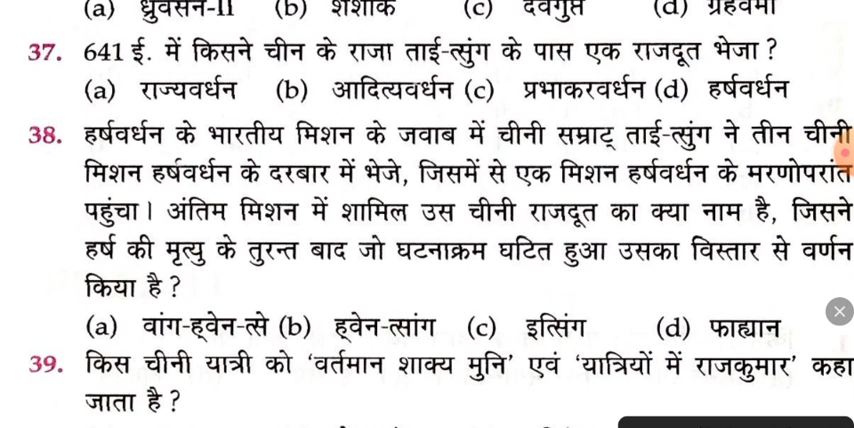 (a) ध्रुवसेन-II (b) शशांक (c) देवगुप्त (d) ग्रहवर्मा
37. 641 ई. में किसने चीन के राजा ताई-त्सुंग के पास एक राजदूत भेजा ?
(a) राज्यवर्धन (b) आदित्यवर्धन (c) प्रभाकरवर्धन (d) हर्षवर्धन
38. हर्षवर्धन के भारतीय मिशन के जवाब में चीनी सम्राट् ताई-त्सुंग ने तीन चीनी
मिशन हर्षवर्धन के दरबार में भेजे, जिसमें से एक मिशन हर्षवर्धन के मरणोपरांत
पहुंचा। अंतिम मिशन में शामिल उस चीनी राजदूत का क्या नाम है, जिसने
हर्ष की मृत्यु के तुरन्त बाद जो घटनाक्रम घटित हुआ उसका विस्तार से वर्णन
किया है ?
(a) वांग-ह्वेन-त्से (b) ह्वेन-त्सांग (c) इत्सिंग (d) फाह्यान
39. किस चीनी यात्री को 'वर्तमान शाक्य मुनि' एवं 'यात्रियों में राजकुमार' कहा
जाता है ?